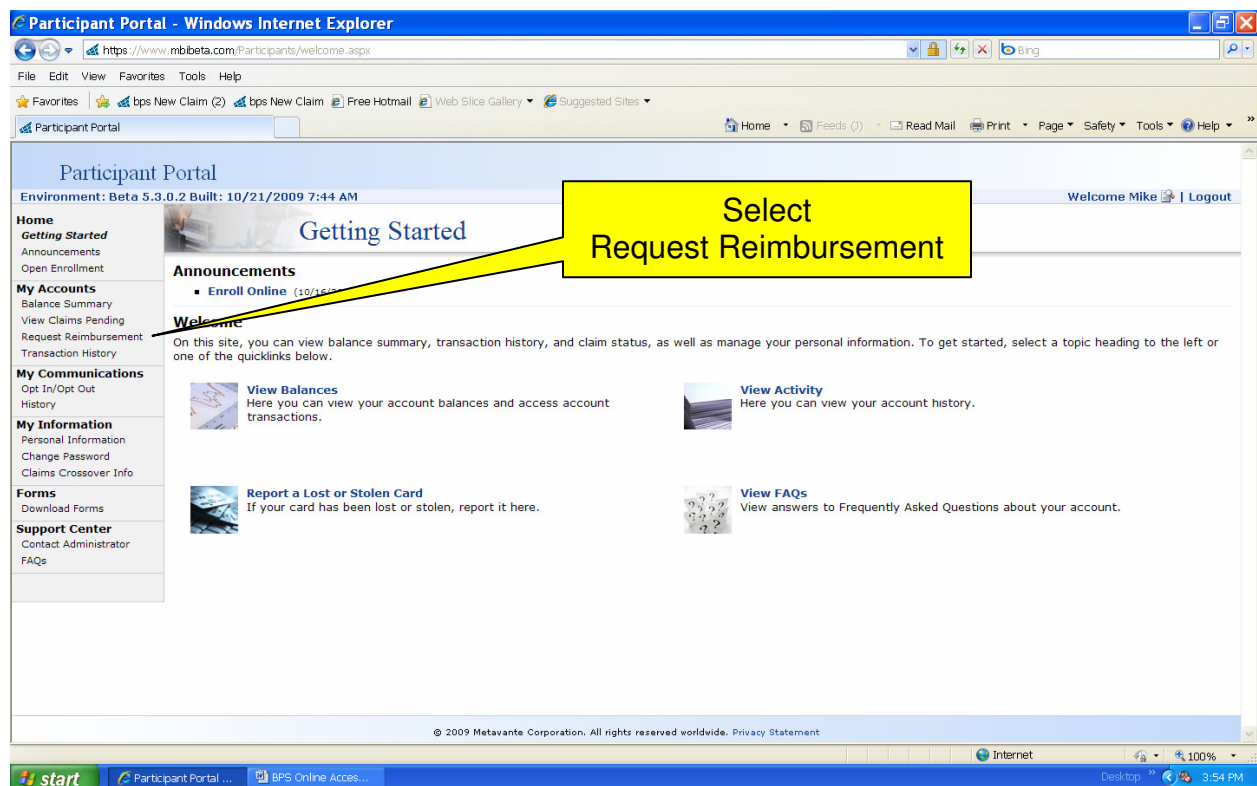 Participant Portal - Windows Internet Explorer
https://www.mbibeta.com/Participants/welcome.aspx
Bing
File Edit View Favorites Tools Help
Favorites bps New Claim (2) bps New Claim Free Hotmail Web Slice Gallery Suggested Sites
Participant Portal
Home Feeds (J) Read Mail Print Page Safety Tools Help »
Participant Portal
Environment: Beta 5.3.0.2 Built: 10/21/2009 7:44 AM
Welcome Mike | Logout
Select
Request Reimbursement
Home
Getting Started
Announcements
Open Enrollment
My Accounts
Balance Summary
View Claims Pending
Request Reimbursement
Transaction History
My Communications
Opt In/Opt Out
History
My Information
Personal Information
Change Password
Claims Crossover Info
Forms
Download Forms
Support Center
Contact Administrator
FAQs
Getting Started
Announcements
Enroll Online
Welcome
On this site, you can view balance summary, transaction history, and claim status, as well as manage your personal information. To get started, select a topic heading to the left or
one of the quicklinks below.
View Balances
Here you can view your account balances and access account
transactions.
View Activity
Here you can view your account history.
Report a Lost or Stolen Card
If your card has been lost or stolen, report it here.
View FAQs
View answers to Frequently Asked Questions about your account.
© 2009 Metavante Corporation. All rights reserved worldwide. Privacy Statement
Internet 100%
start Participant Portal ... BPS Online Acces... Desktop » 3:54 PM